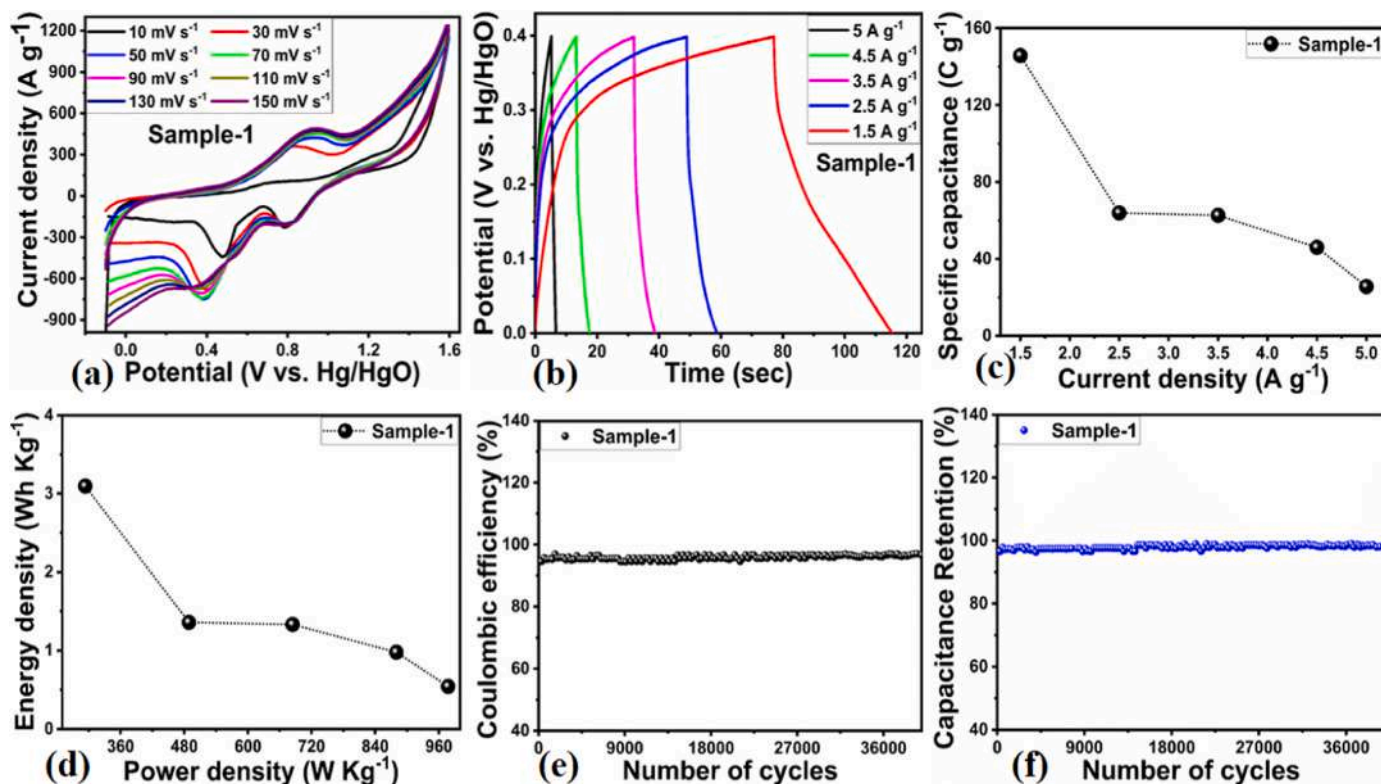 Current density (A g⁻¹)
1200
900
600
300
0
-300
-600
-900
10 mV s⁻¹ 30 mV s⁻¹
50 mV s⁻¹ 70 mV s⁻¹
90 mV s⁻¹ 110 mV s⁻¹
130 mV s⁻¹ 150 mV s⁻¹
Sample-1
0.0 0.4 0.8 1.2 1.6
(a) Potential (V vs. Hg/HgO)
Potential (V vs. Hg/HgO)
0.4
0.3
0.2
0.1
0.0
5 A g⁻¹
4.5 A g⁻¹
3.5 A g⁻¹
2.5 A g⁻¹
1.5 A g⁻¹
Sample-1
0 20 40 60 80 100 120
(b) Time (sec)
Specific capacitance (C g⁻¹)
160
120
80
40
0
Sample-1
1.5 2.0 2.5 3.0 3.5 4.0 4.5 5.0
(c) Current density (A g⁻¹)
Energy density (Wh Kg⁻¹)
4
3
2
1
0
Sample-1
360 480 600 720 840 960
(d) Power density (W Kg⁻¹)
Coulombic efficiency (%)
140
120
100
80
60
40
Sample-1
0 9000 18000 27000 36000
(e) Number of cycles
Capacitance Retention (%)
140
120
100
80
60
40
Sample-1
0 9000 18000 27000 36000
(f) Number of cycles